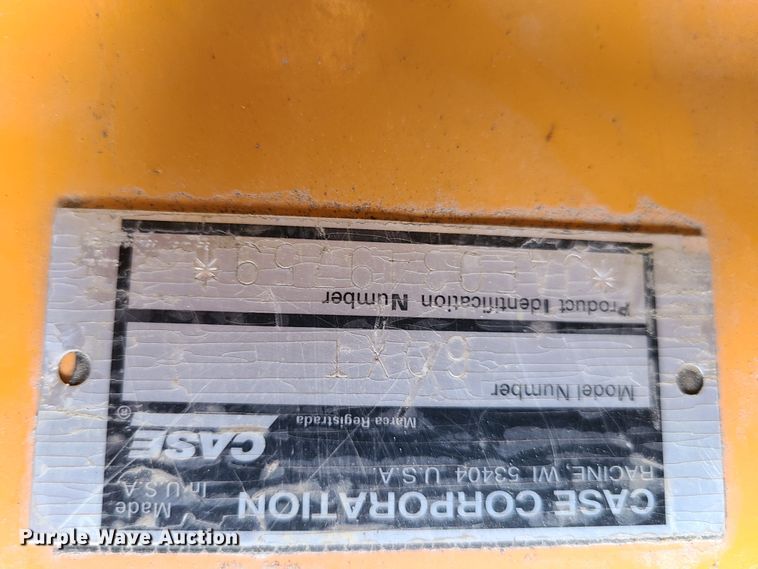 CASE CORPORATION
RACINE, WI 53404 U.S.A.
Made
In U.S.A.
CASE®
Marca Registrada
Model Number
Product Identification Number
Purple Wave Auction